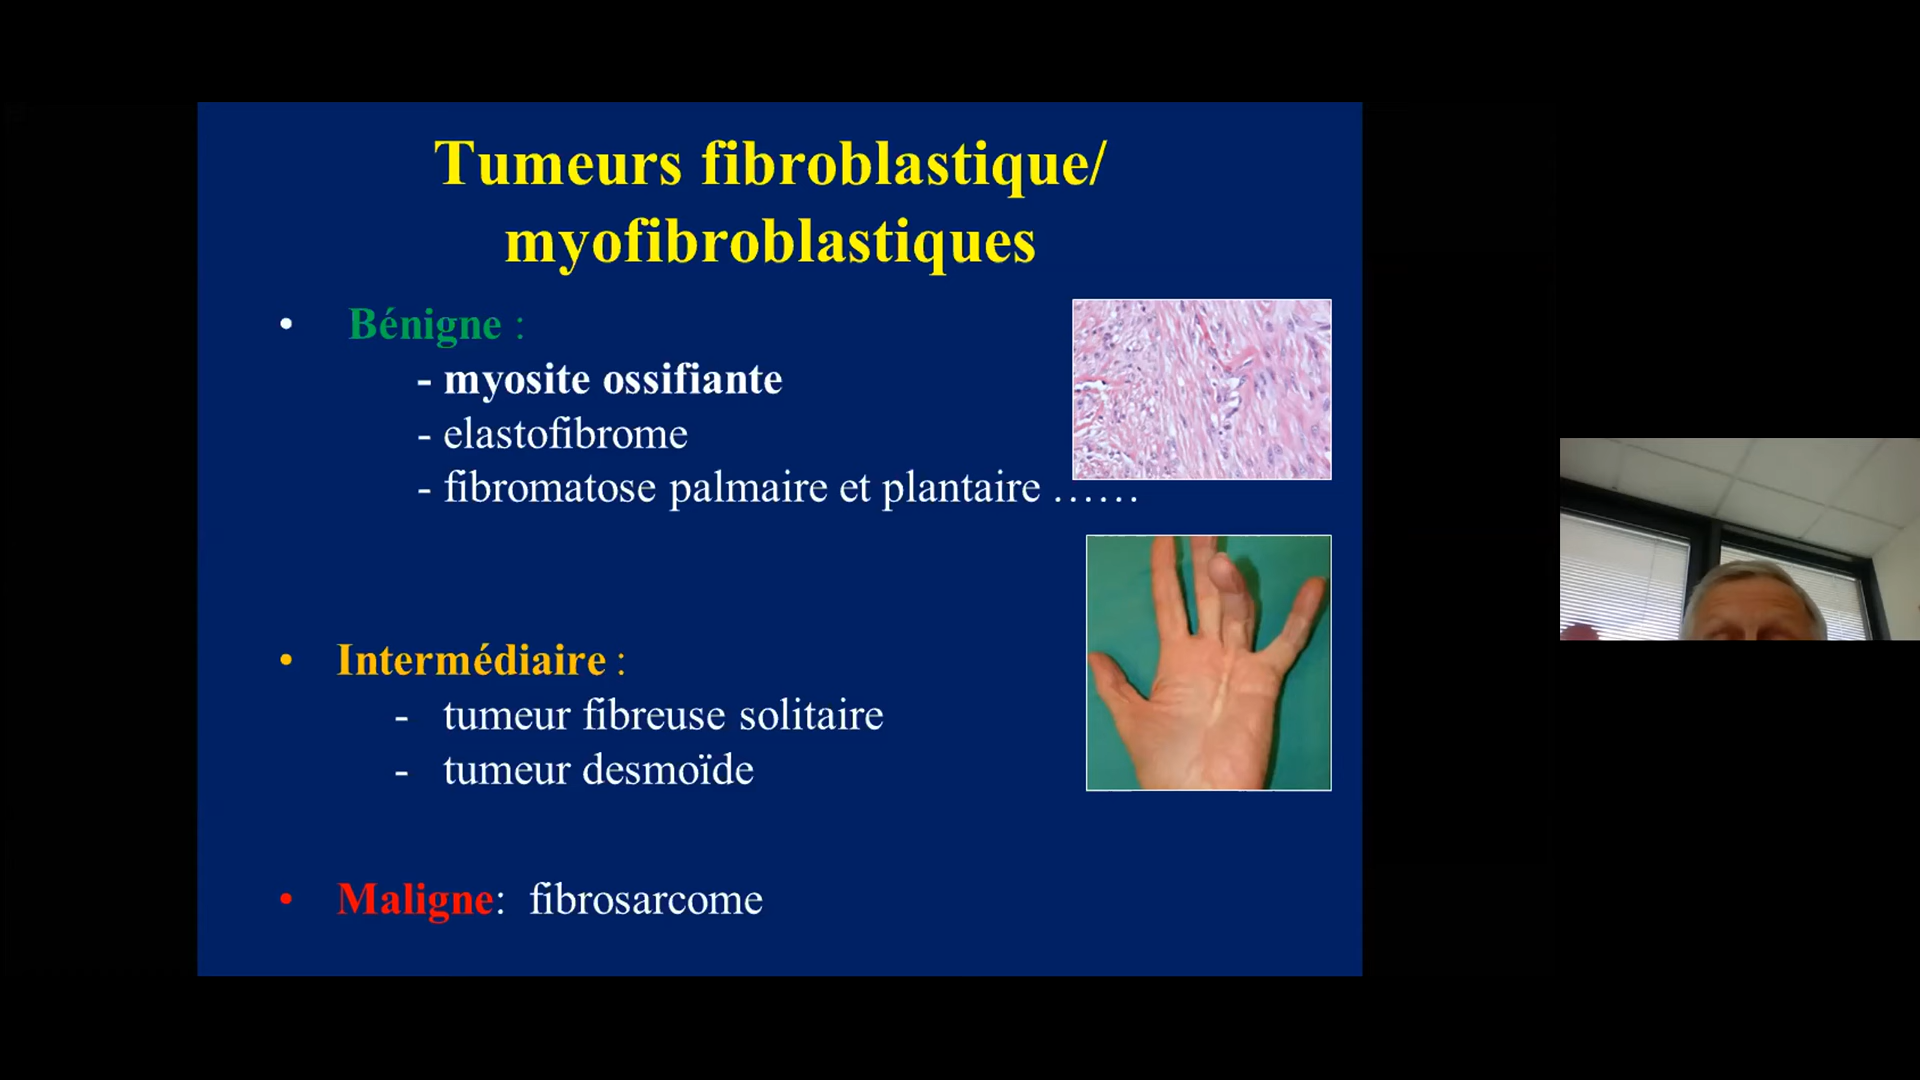 Tumeurs fibroblastique/
myofibroblastiques
• Bénigne :
- myosite ossifiante
- elastofibrome
- fibromatose palmaire et plantaire ……
• Intermédiaire :
- tumeur fibreuse solitaire
- tumeur desmoïde
• Maligne: fibrosarcome